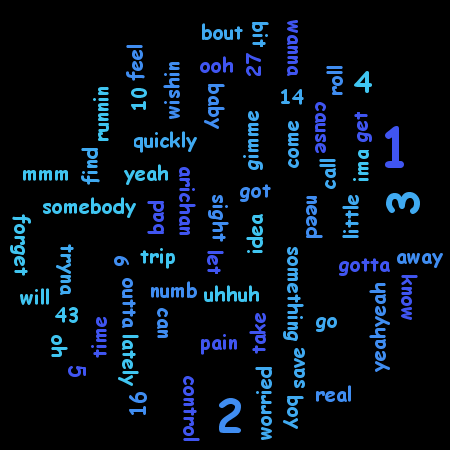 bout
bit
wanna
feel
ooh
27
roll
10
wishin
baby
14
4
runnin
quickly
gimme
come
cause
get
1
mmm
find
yeah
arichan
call
ima
somebody
bad
sight
got
idea
need
little
3
forget
tryna
6
trip
let
something
gotta
away
will
43
outta
numb
uhhuh
know
yeahyeah
oh
time
lately
can
pain
take
go
5
save
16
control
2
worried
boy
real